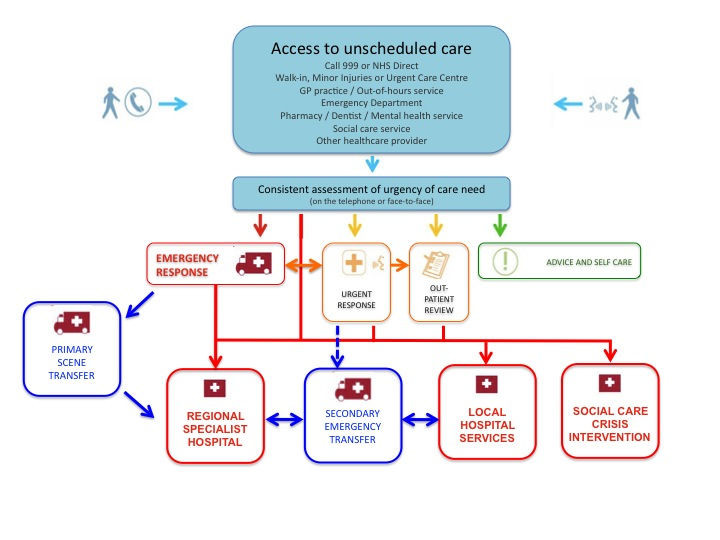 Access to unscheduled care
Call 999 or NHS Direct
Walk-in, Minor Injuries or Urgent Care Centre
GP practice / Out-of-hours service
Emergency Department
Pharmacy / Dentist / Mental health service
Social care service
Other healthcare provider
Consistent assessment of urgency of care need
(on the telephone or face-to-face)
EMERGENCY
RESPONSE
URGENT
RESPONSE
OUT-
PATIENT
REVIEW
ADVICE AND SELF CARE
PRIMARY
SCENE
TRANSFER
REGIONAL
SPECIALIST
HOSPITAL
SECONDARY
EMERGENCY
TRANSFER
LOCAL
HOSPITAL
SERVICES
SOCIAL CARE
CRISIS
INTERVENTION